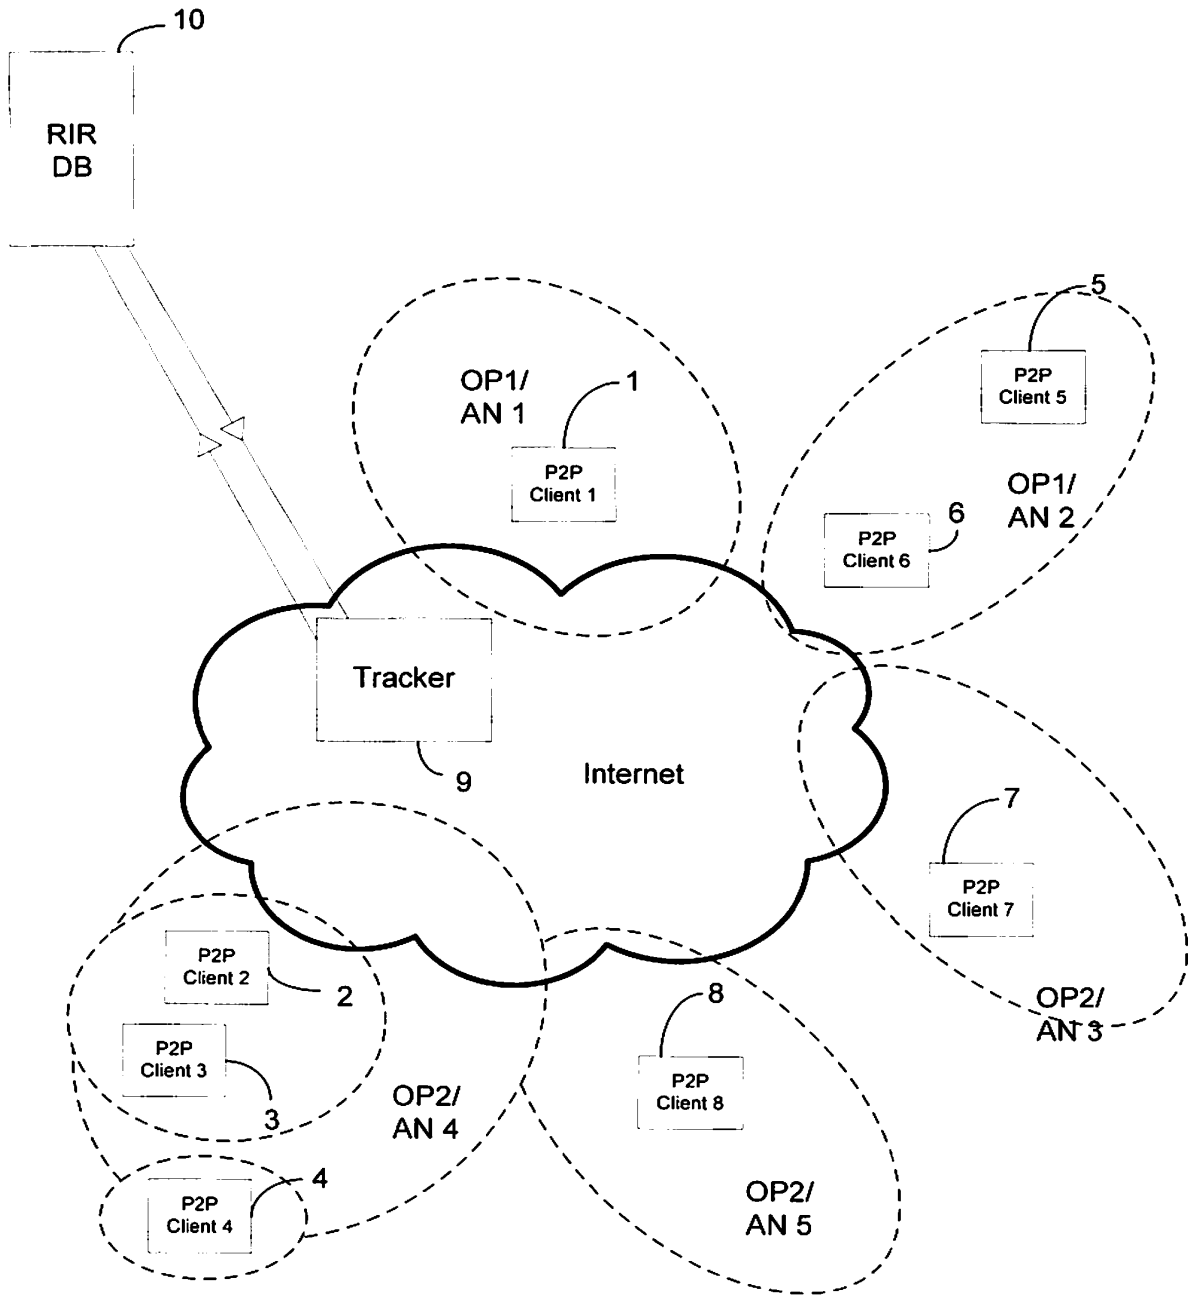 10
RIR
DB
5
P2P
Client 5
OP1/
AN 1
1
P2P
Client 1
OP1/
AN 2
6
P2P
Client 6
Tracker
9
Internet
7
P2P
Client 7
OP2/
AN 3
P2P
Client 2
2
P2P
Client 3
3
OP2/
AN 4
8
P2P
Client 8
4
P2P
Client 4
OP2/
AN 5